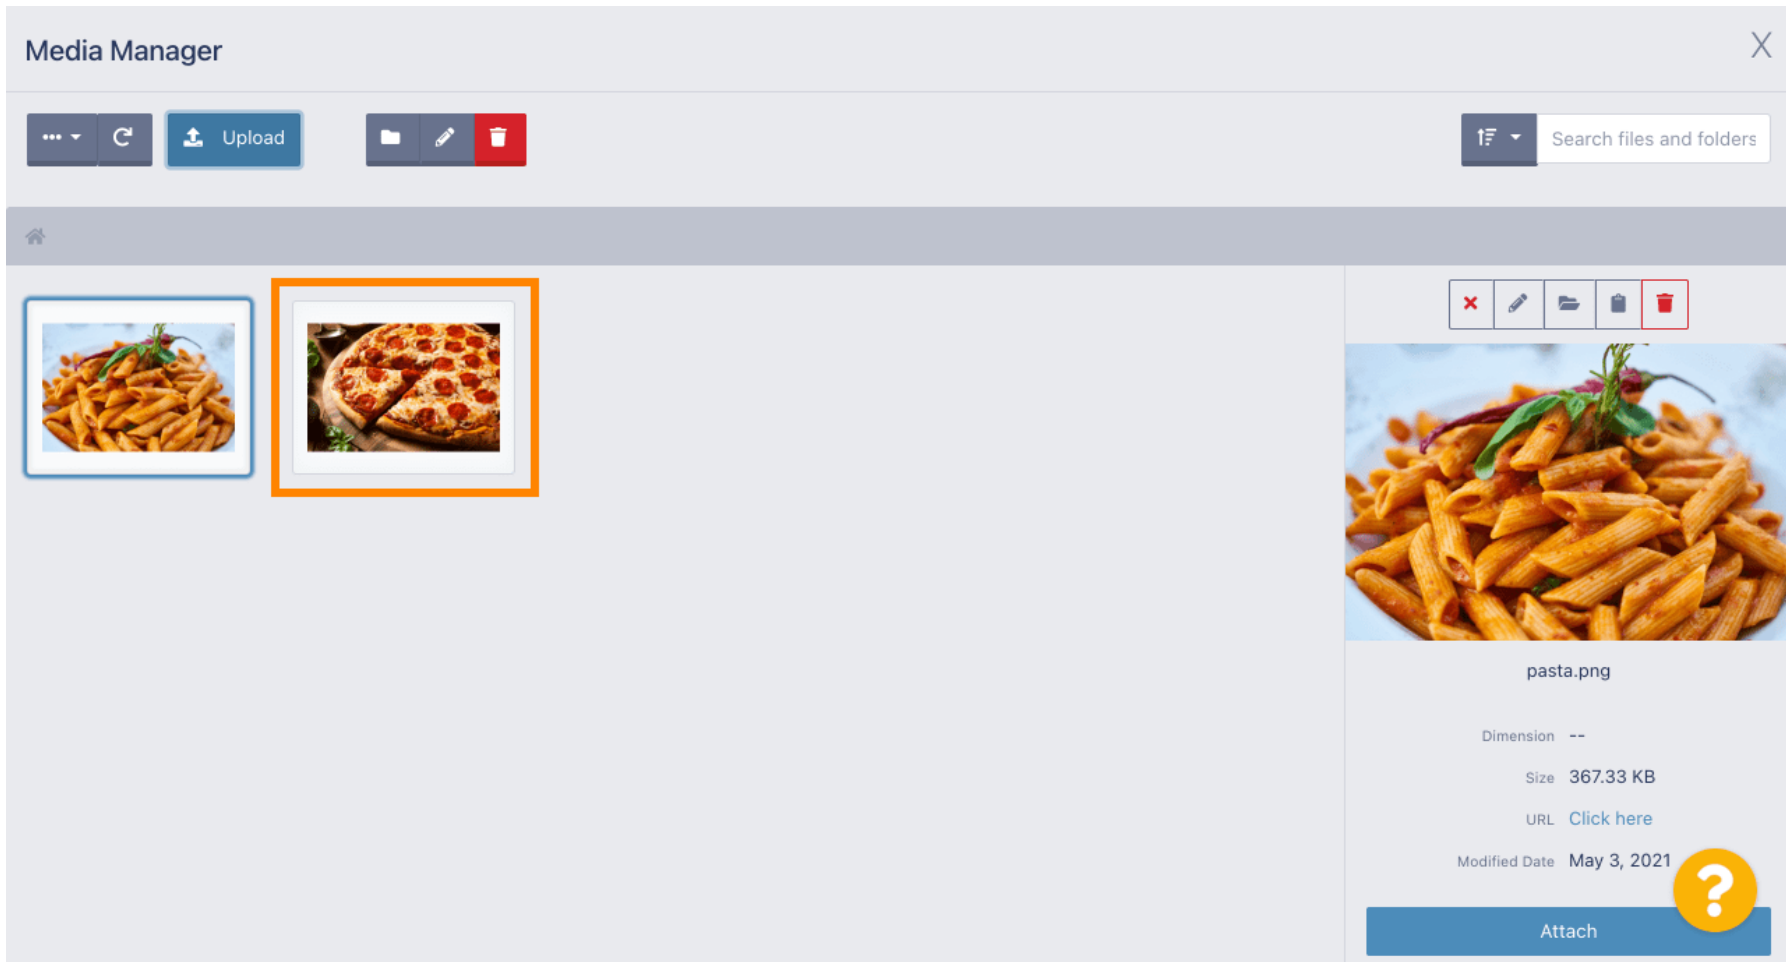 Media Manager
X
Upload
Search files and folders
pasta.png
Dimension --
Size 367.33 KB
URL Click here
Modified Date May 3, 2021
?
Attach